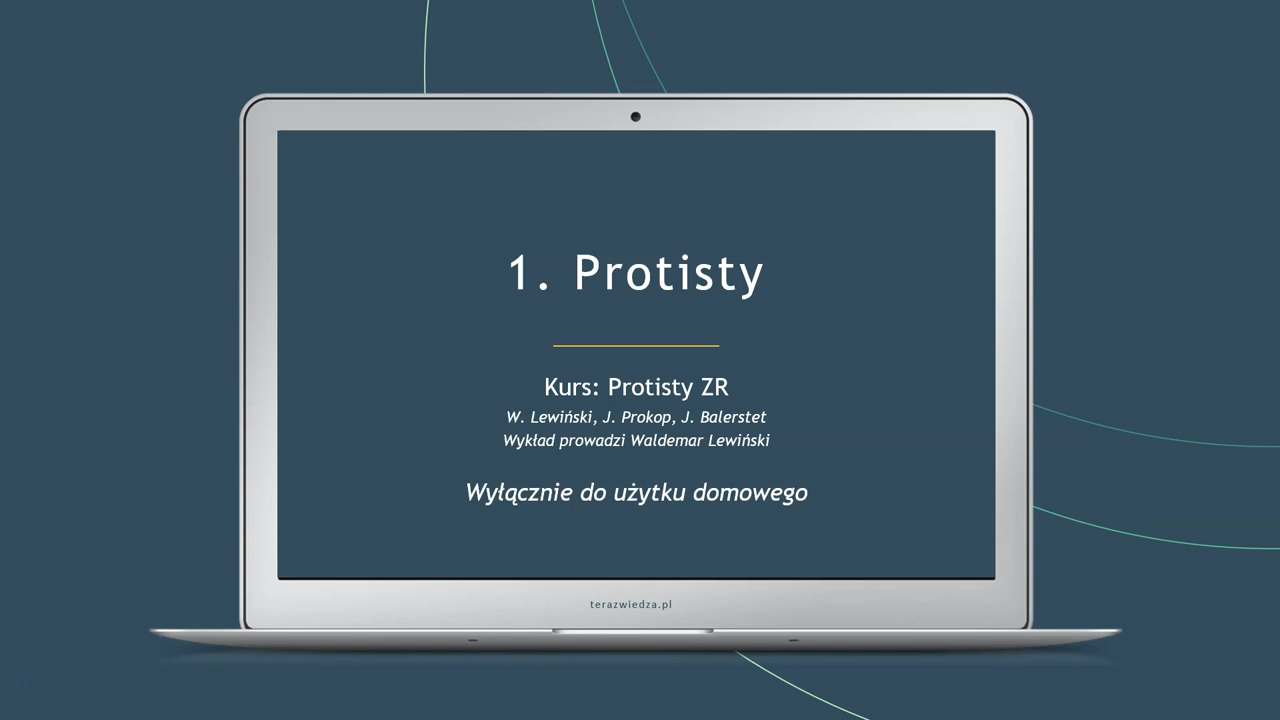 1. Protisty
Kurs: Protisty ZR
W. Lewiński, J. Prokop, J. Balerstet
Wykład prowadzi Waldemar Lewiński
Wyłącznie do użytku domowego
terazwiedza.pl